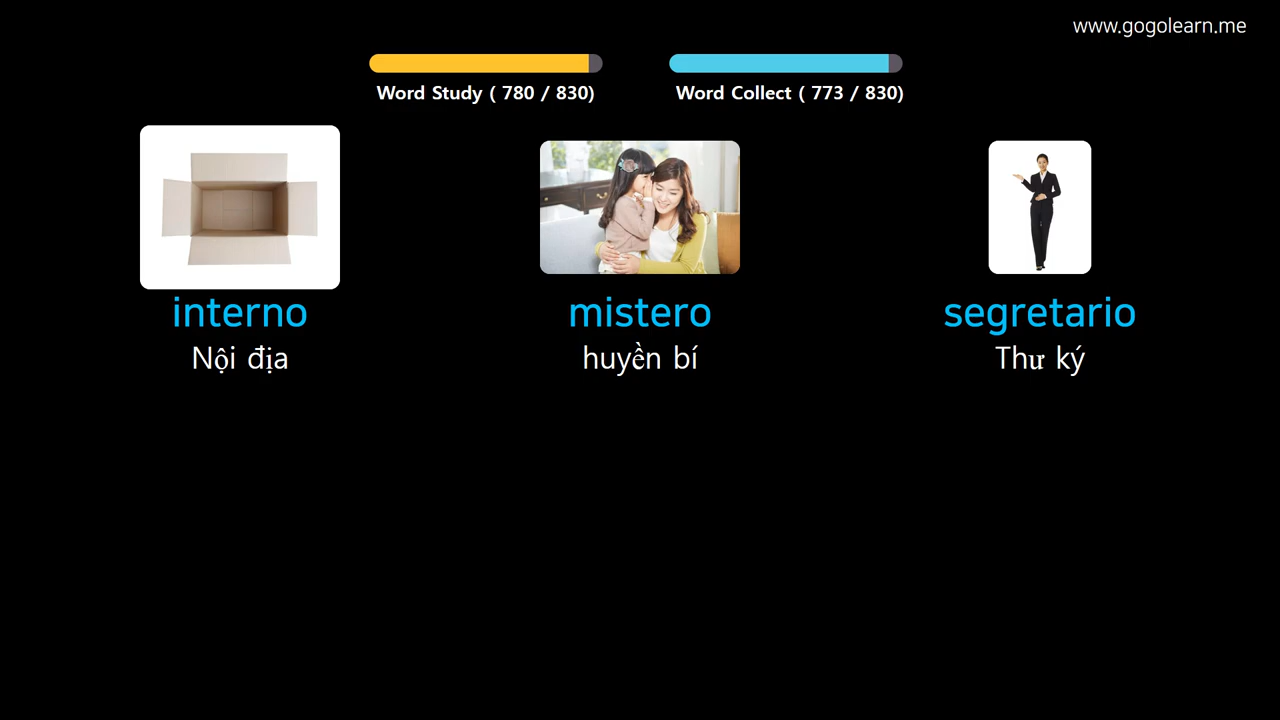 www.gogolearn.me
Word Study ( 780 / 830)
Word Collect ( 773 / 830)
interno
mistero
segretario
Nội địa
huyền bí
Thư ký